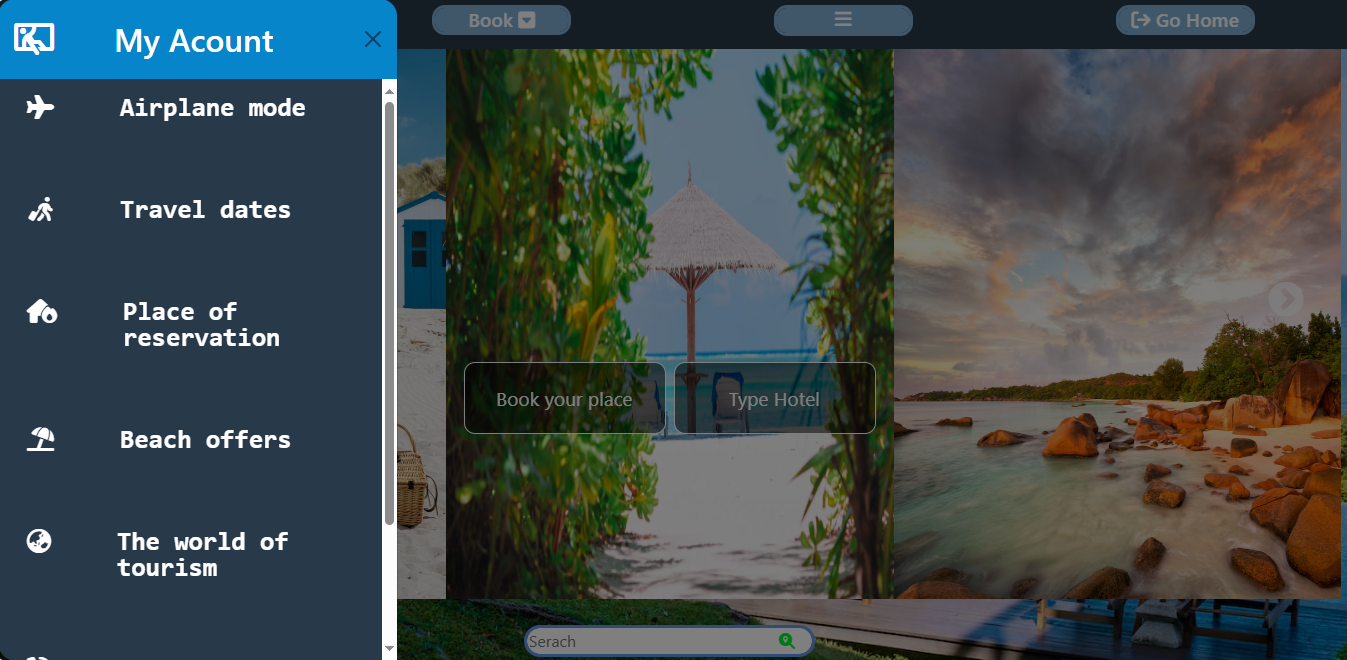 My Acount
Book
Go Home
Airplane mode
Travel dates
Place of
reservation
Beach offers
The world of
tourism
Book your place
Type Hotel
Serach